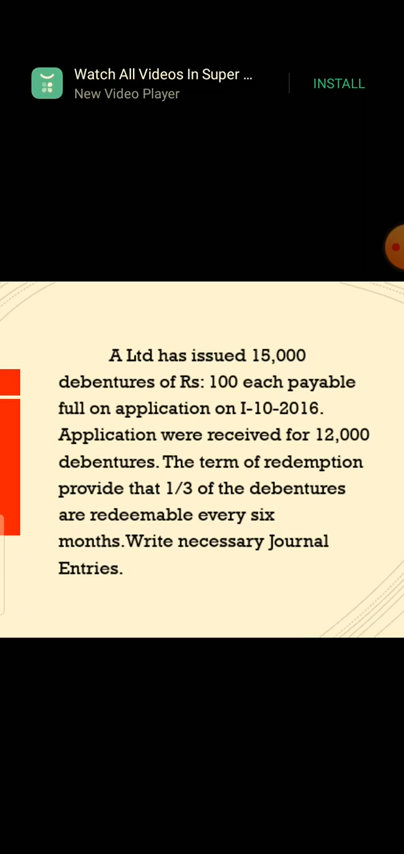 Watch All Videos In Super ...
New Video Player
INSTALL
A Ltd has issued 15,000
debentures of Rs: 100 each payable
full on application on I-10-2016.
Application were received for 12,000
debentures. The term of redemption
provide that 1/3 of the debentures
are redeemable every six
months.Write necessary Journal
Entries.